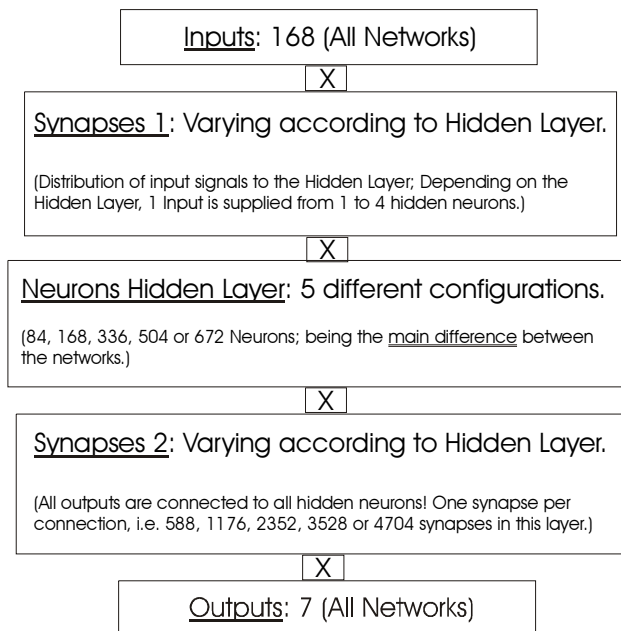 Inputs: 168 (All Networks)
X
Synapses 1: Varying according to Hidden Layer.
(Distribution of input signals to the Hidden Layer; Depending on the
Hidden Layer, 1 Input is supplied from 1 to 4 hidden neurons.)
X
Neurons Hidden Layer: 5 different configurations.
(84, 168, 336, 504 or 672 Neurons; being the main difference between
the networks.)
X
Synapses 2: Varying according to Hidden Layer.
(All outputs are connected to all hidden neurons! One synapse per
connection, i.e. 588, 1176, 2352, 3528 or 4704 synapses in this layer.)
X
Outputs: 7 (All Networks)